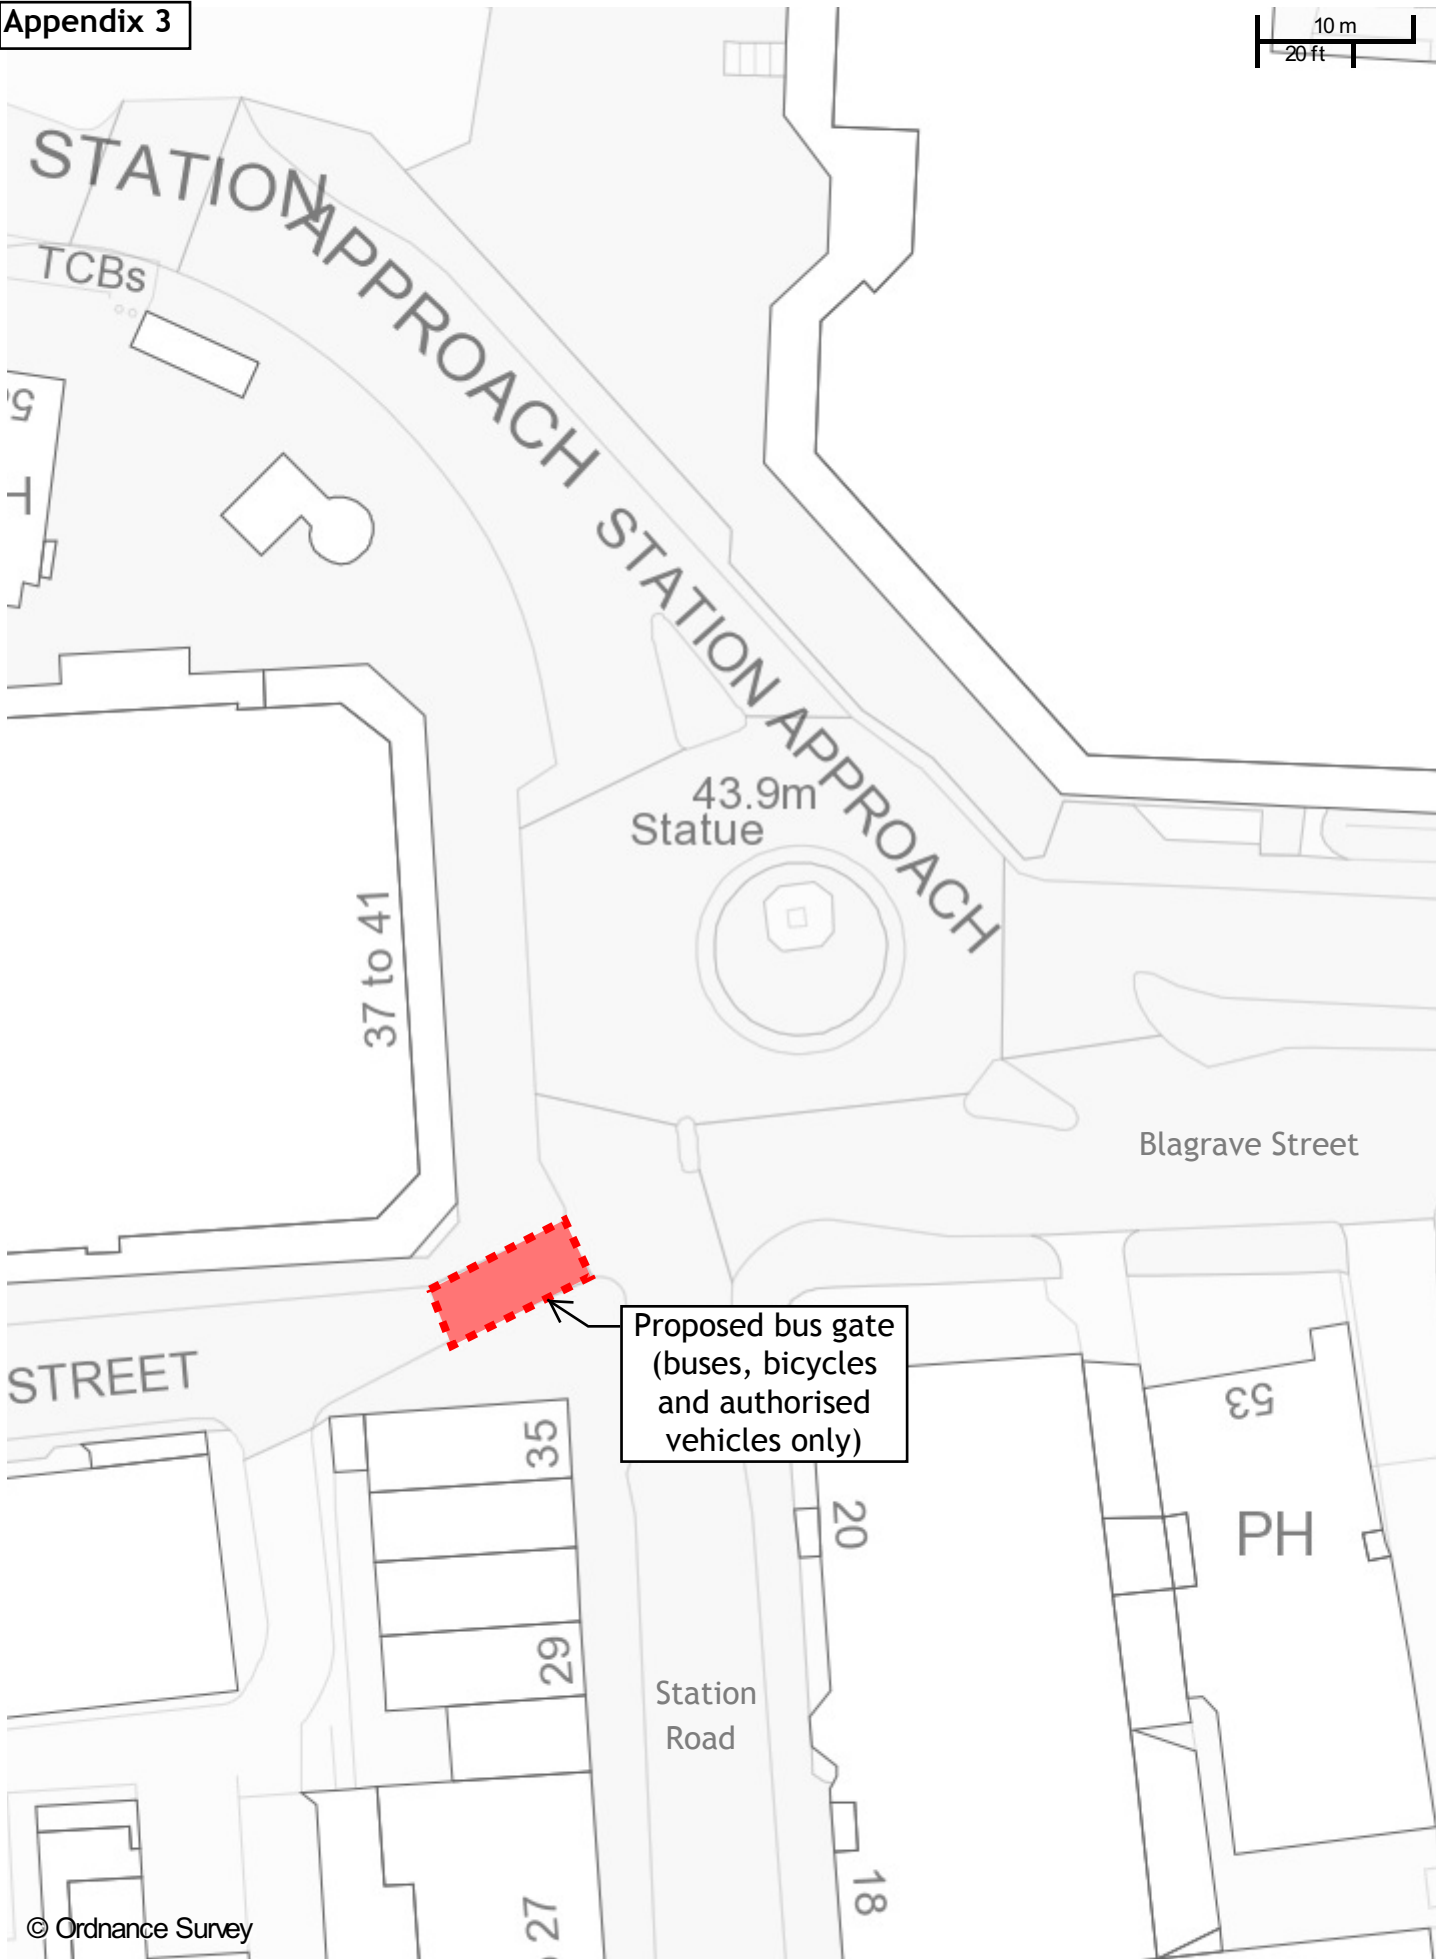 Appendix 3
10 m
20 ft
STATION APPROACH
TCBs
STATION APPROACH
43.9m
Statue
37 to 41
Blagrave Street
Proposed bus gate
(buses, bicycles
and authorised
vehicles only)
STREET
35
53
20
PH
29
Station
Road
18
27
© Ordnance Survey